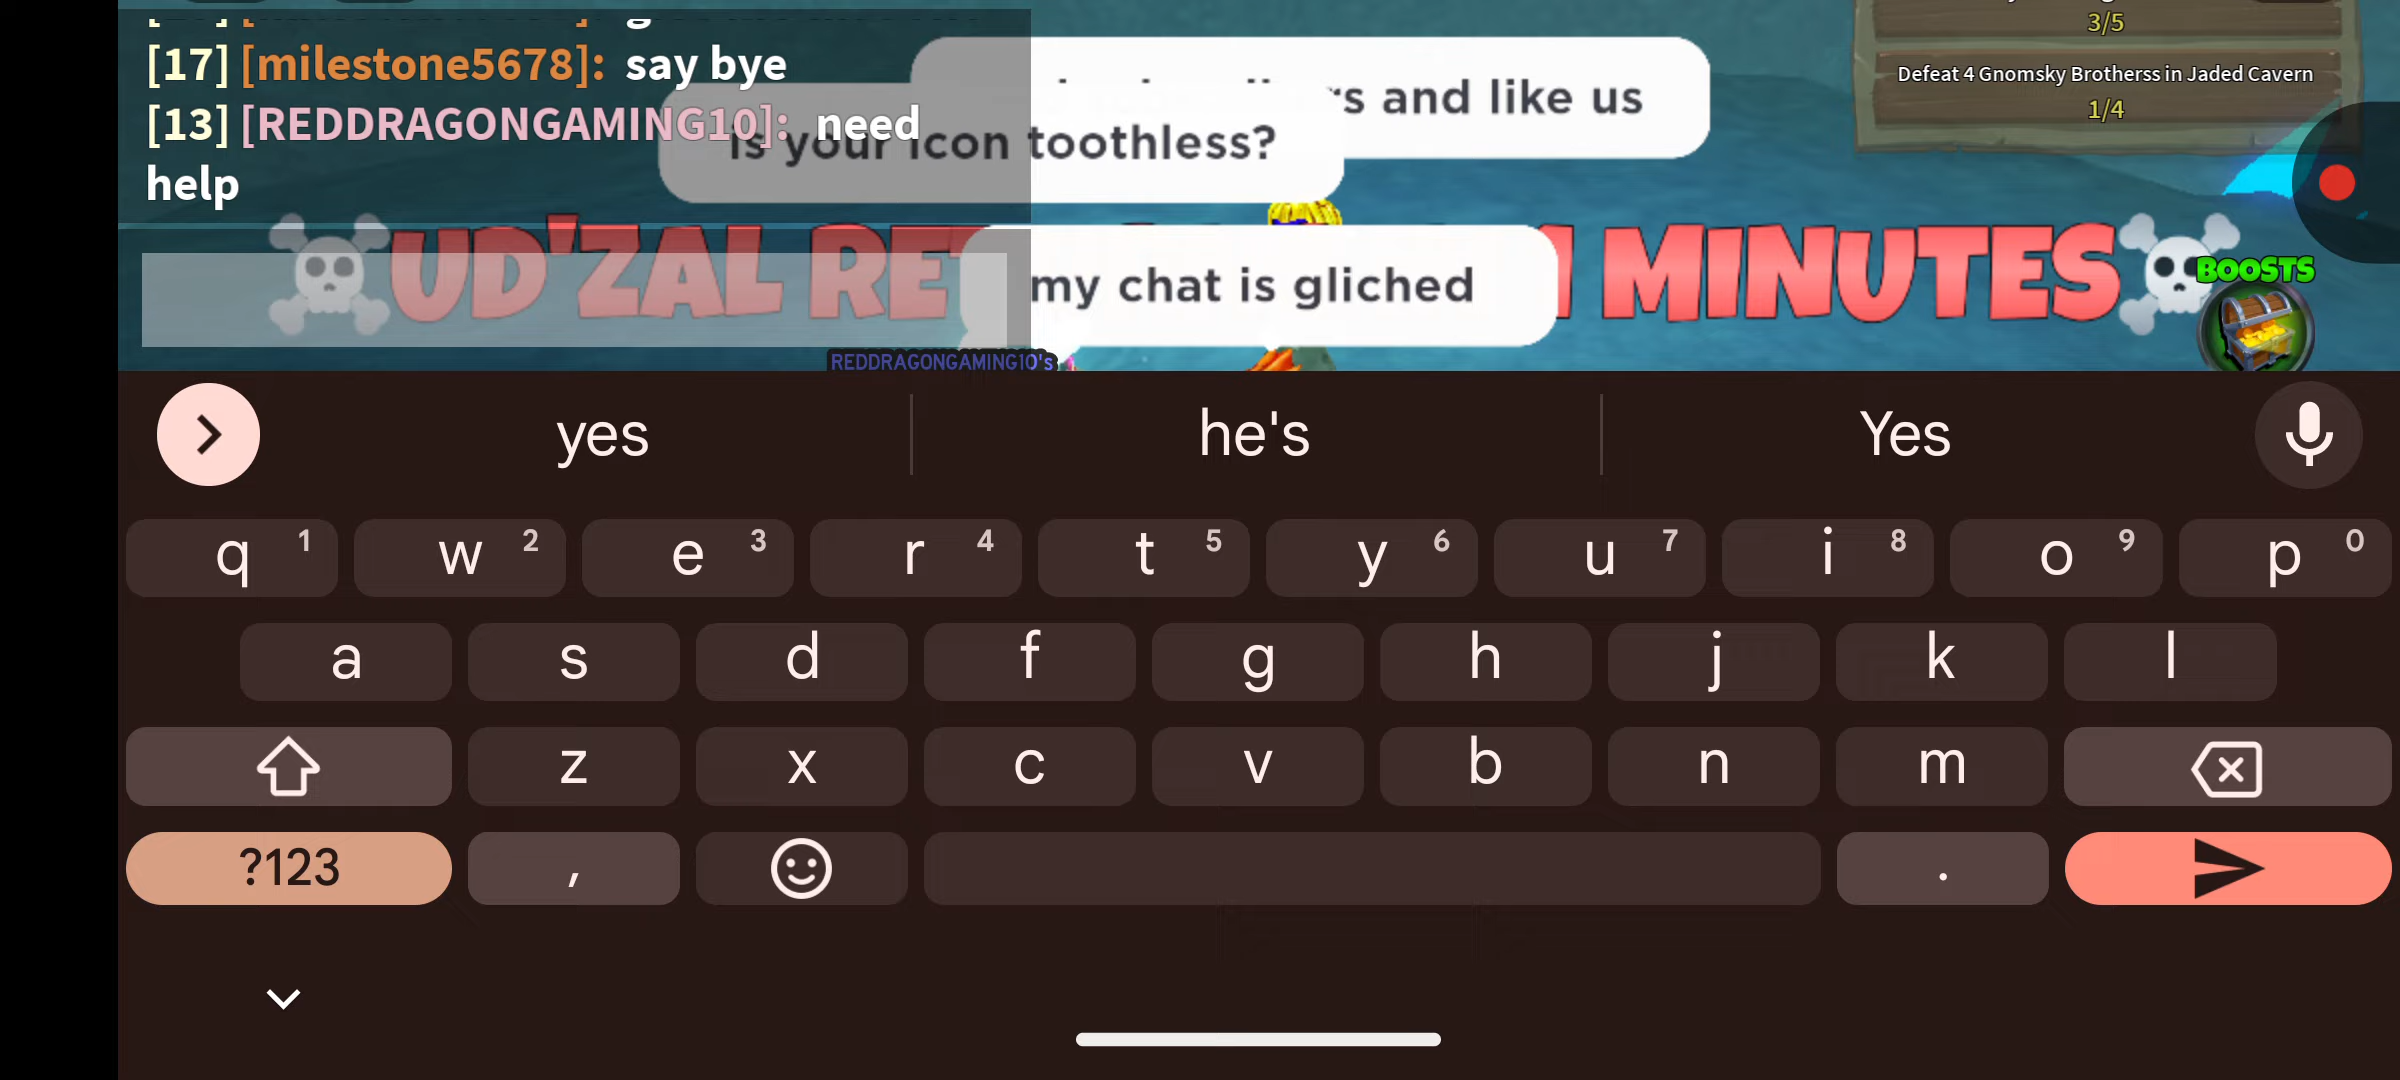 [17] [milestone5678]: say bye
[13] [REDDRAGONGAMING10]: need
help
s and like us
is your icon toothless?
my chat is gliched
3/5
Defeat 4 Gnomsky Brotherss in Jaded Cavern
1/4
UD'ZAL RE MINUTES
BOOSTS
REDDRAGONGAMING10's
yes he's Yes
q 1 w 2 e 3 r 4 t 5 y 6 u 7 i 8 o 9 p 0
a s d f g h j k l
z x c v b n m
?123 , .